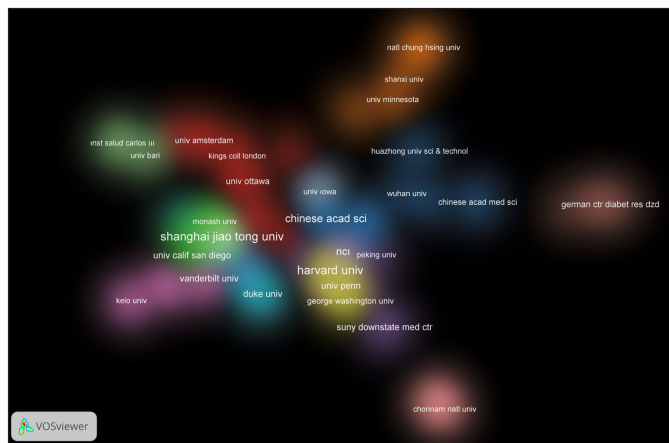 natl chung hsing univ
shanxi univ
univ minnesota
inst salud carlos iii
univ amsterdam
univ bari
kings coll london
huazhong univ sci & technol
univ ottawa
univ iowa
wuhan univ
chinese acad med sci
german ctr diabet res dzd
monash univ
chinese acad sci
shanghai jiao tong univ
univ calif san diego
nci
peking univ
harvard univ
vanderbilt univ
univ penn
duke univ
keio univ
george washington univ
suny downstate med ctr
chonnam natl univ
VOSviewer